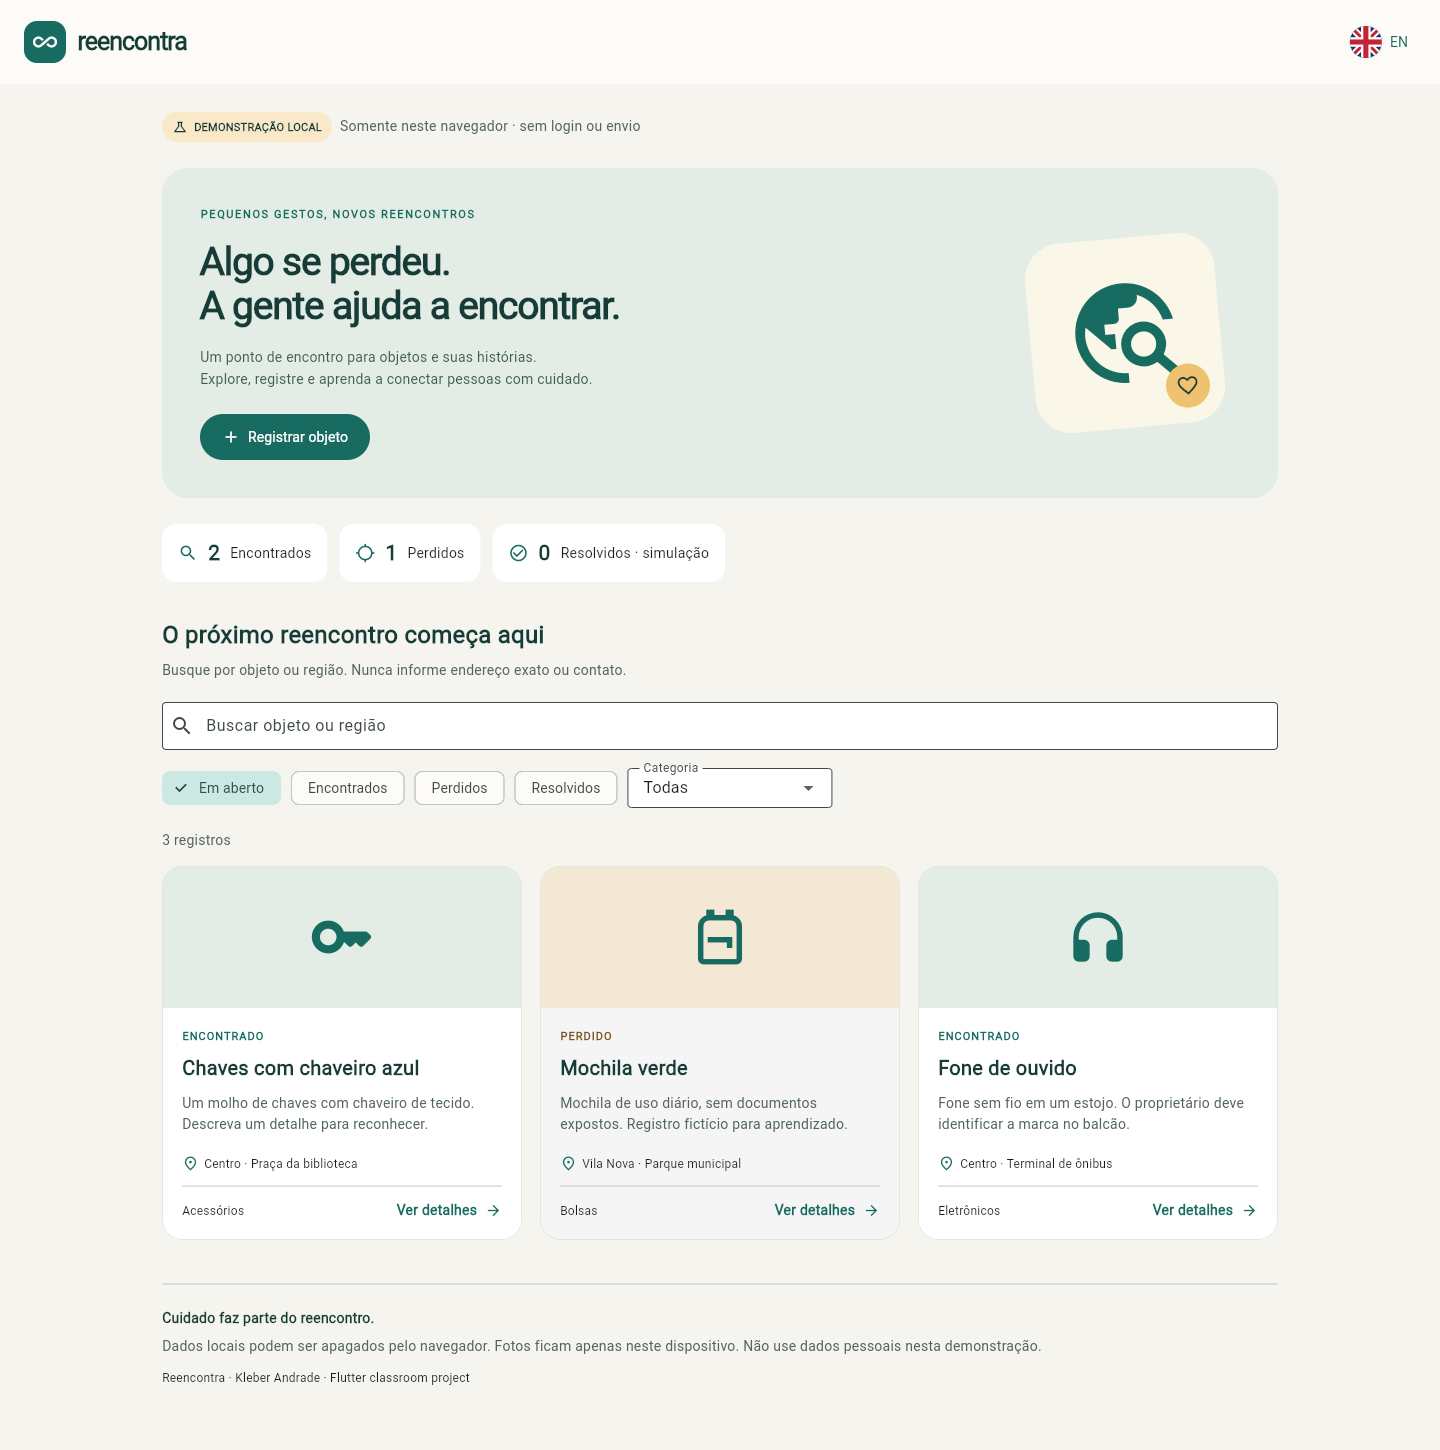 reencontra
EN
DEMONSTRAÇÃO LOCAL
Somente neste navegador · sem login ou envio
PEQUENOS GESTOS, NOVOS REENCONTROS
Algo se perdeu.
A gente ajuda a encontrar.
Um ponto de encontro para objetos e suas histórias.
Explore, registre e aprenda a conectar pessoas com cuidado.
Registrar objeto
2 Encontrados
1 Perdidos
0 Resolvidos · simulação
O próximo reencontro começa aqui
Busque por objeto ou região. Nunca informe endereço exato ou contato.
Buscar objeto ou região
Em aberto
Encontrados
Perdidos
Resolvidos
Categoria
Todas
3 registros
ENCONTRADO
Chaves com chaveiro azul
Um molho de chaves com chaveiro de tecido.
Descreva um detalhe para reconhecer.
Centro · Praça da biblioteca
Acessórios
Ver detalhes
PERDIDO
Mochila verde
Mochila de uso diário, sem documentos
expostos. Registro fictício para aprendizado.
Vila Nova · Parque municipal
Bolsas
Ver detalhes
ENCONTRADO
Fone de ouvido
Fone sem fio em um estojo. O proprietário deve
identificar a marca no balcão.
Centro · Terminal de ônibus
Eletrônicos
Ver detalhes
Cuidado faz parte do reencontro.
Dados locais podem ser apagados pelo navegador. Fotos ficam apenas neste dispositivo. Não use dados pessoais nesta demonstração.
Reencontra · Kleber Andrade · Flutter classroom project